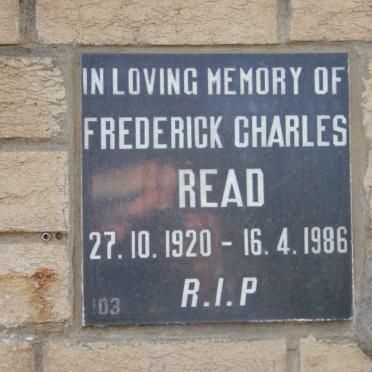 IN LOVING MEMORY OF
FREDERICK CHARLES
READ
27. 10. 1920 - 16. 4. 1986
R.I.P
103